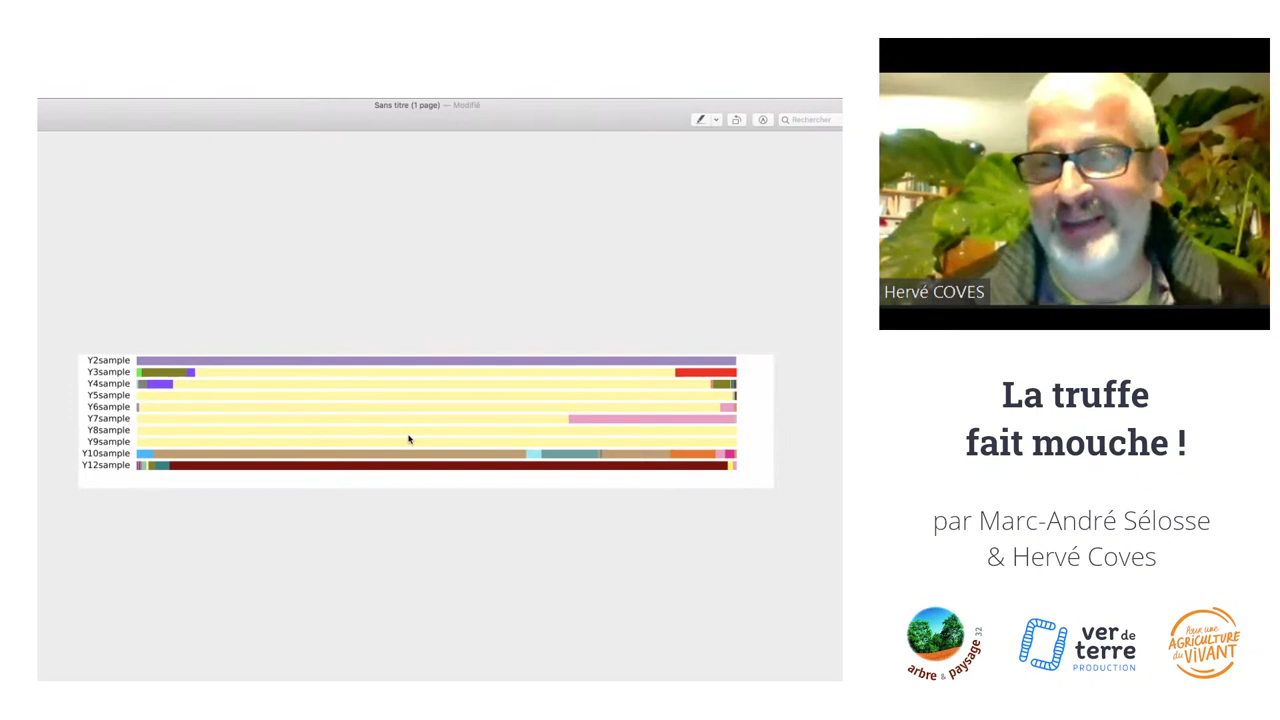 Sans titre (1 page) — Modifié
Rechercher
Y2sample
Y3sample
Y4sample
Y5sample
Y6sample
Y7sample
Y8sample
Y9sample
Y10sample
Y12sample
Hervé COVES
La truffe
fait mouche !
par Marc-André Sélosse
& Hervé Coves
arbre & paysage 32
ver de
terre
PRODUCTION
Pour une
AGRICULTURE
du VIVANT